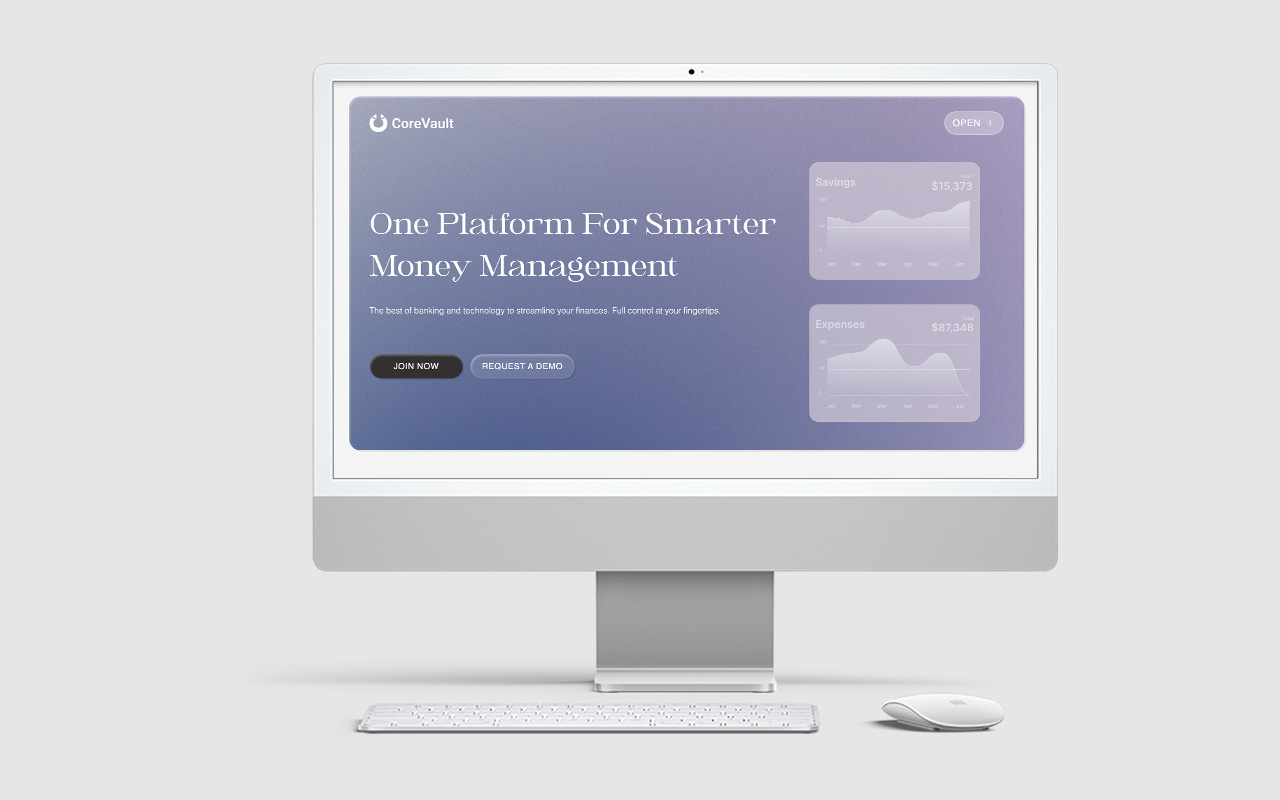 CoreVault
OPEN +
One Platform For Smarter
Money Management
The best of banking and technology to streamline your finances. Full control at your fingertips.
JOIN NOW
REQUEST A DEMO
Savings
Total
$15,373
0
Jan Feb Mar Apr May Jun
Expenses
Total
$87,348
0
Jan Feb Mar Apr May Jun